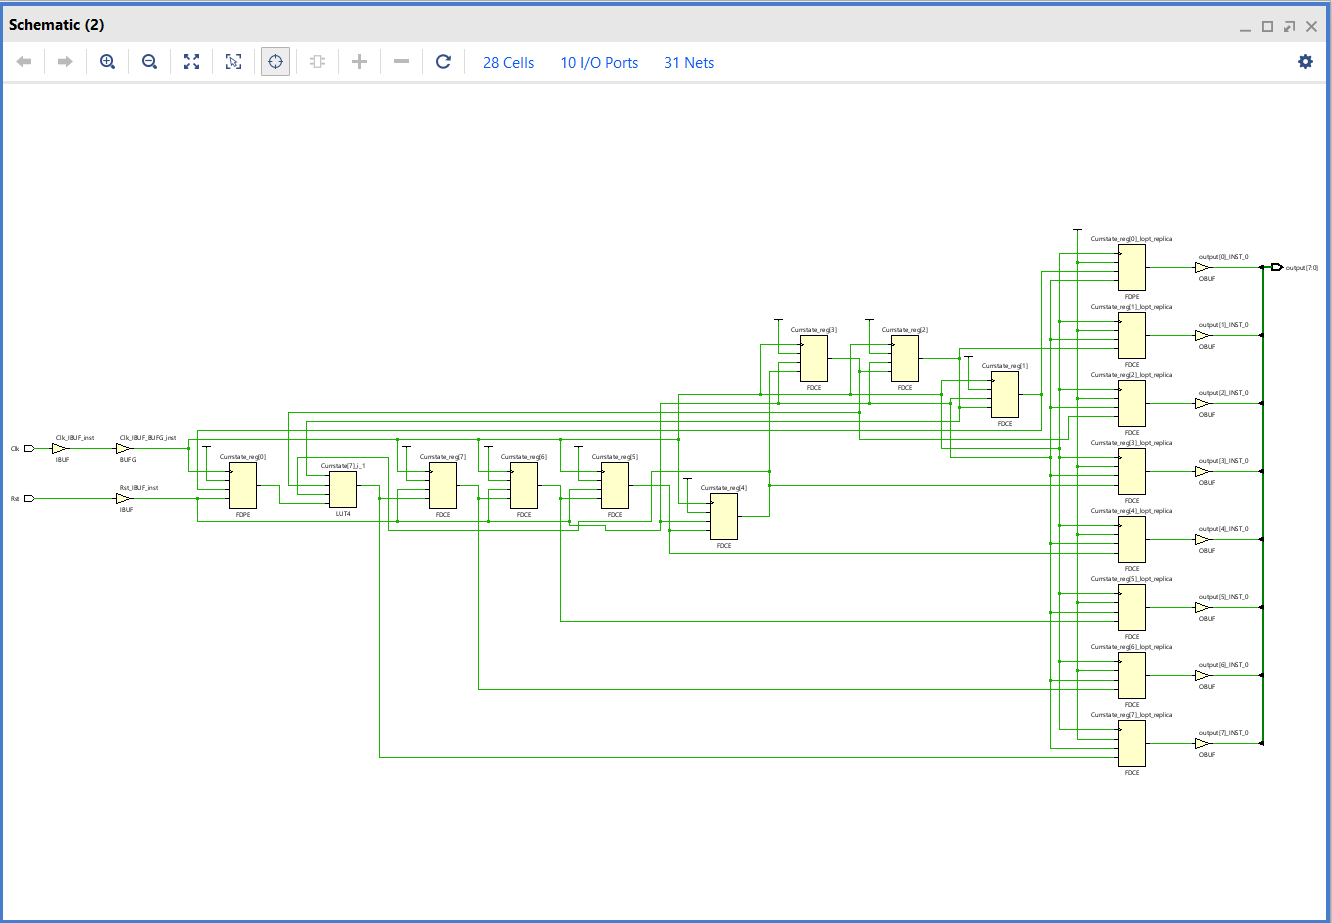 Schematic (2)
28 Cells 10 I/O Ports 31 Nets
Currstate_reg[0]_lopt_replica
output[0]_INST_0
output[7:0]
OBUF
FDPE
Currstate_reg[1]_lopt_replica
output[1]_INST_0
Currstate_reg[3]
Currstate_reg[2]
OBUF
FDCE
Currstate_reg[1]
Currstate_reg[2]_lopt_replica
FDCE
FDCE
output[2]_INST_0
OBUF
FDCE
FDCE
Clk_IBUF_inst
Clk_IBUF_BUFG_inst
Currstate_reg[3]_lopt_replica
Clk
output[3]_INST_0
IBUF
BUFG
Currstate_reg[0]
Currstate[7]_i_1
Currstate_reg[7]
Currstate_reg[6]
Currstate_reg[5]
OBUF
Rst_IBUF_inst
Currstate_reg[4]
Rst
IBUF
FDPE
LUT4
FDCE
FDCE
FDCE
FDCE
Currstate_reg[4]_lopt_replica
output[4]_INST_0
FDCE
OBUF
FDCE
Currstate_reg[5]_lopt_replica
output[5]_INST_0
OBUF
FDCE
Currstate_reg[6]_lopt_replica
output[6]_INST_0
OBUF
FDCE
Currstate_reg[7]_lopt_replica
output[7]_INST_0
OBUF
FDCE